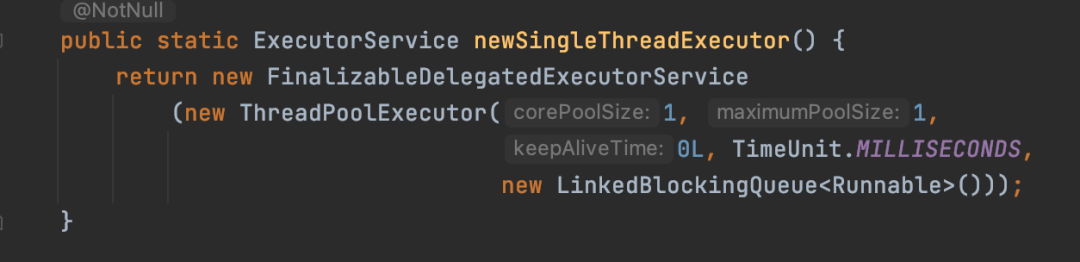 @NotNull
public static ExecutorService newSingleThreadExecutor() {
return new FinalizableDelegatedExecutorService
(new ThreadPoolExecutor( corePoolSize: 1, maximumPoolSize: 1,
keepAliveTime: 0L, TimeUnit.MILLISECONDS,
new LinkedBlockingQueue<Runnable>()));
}